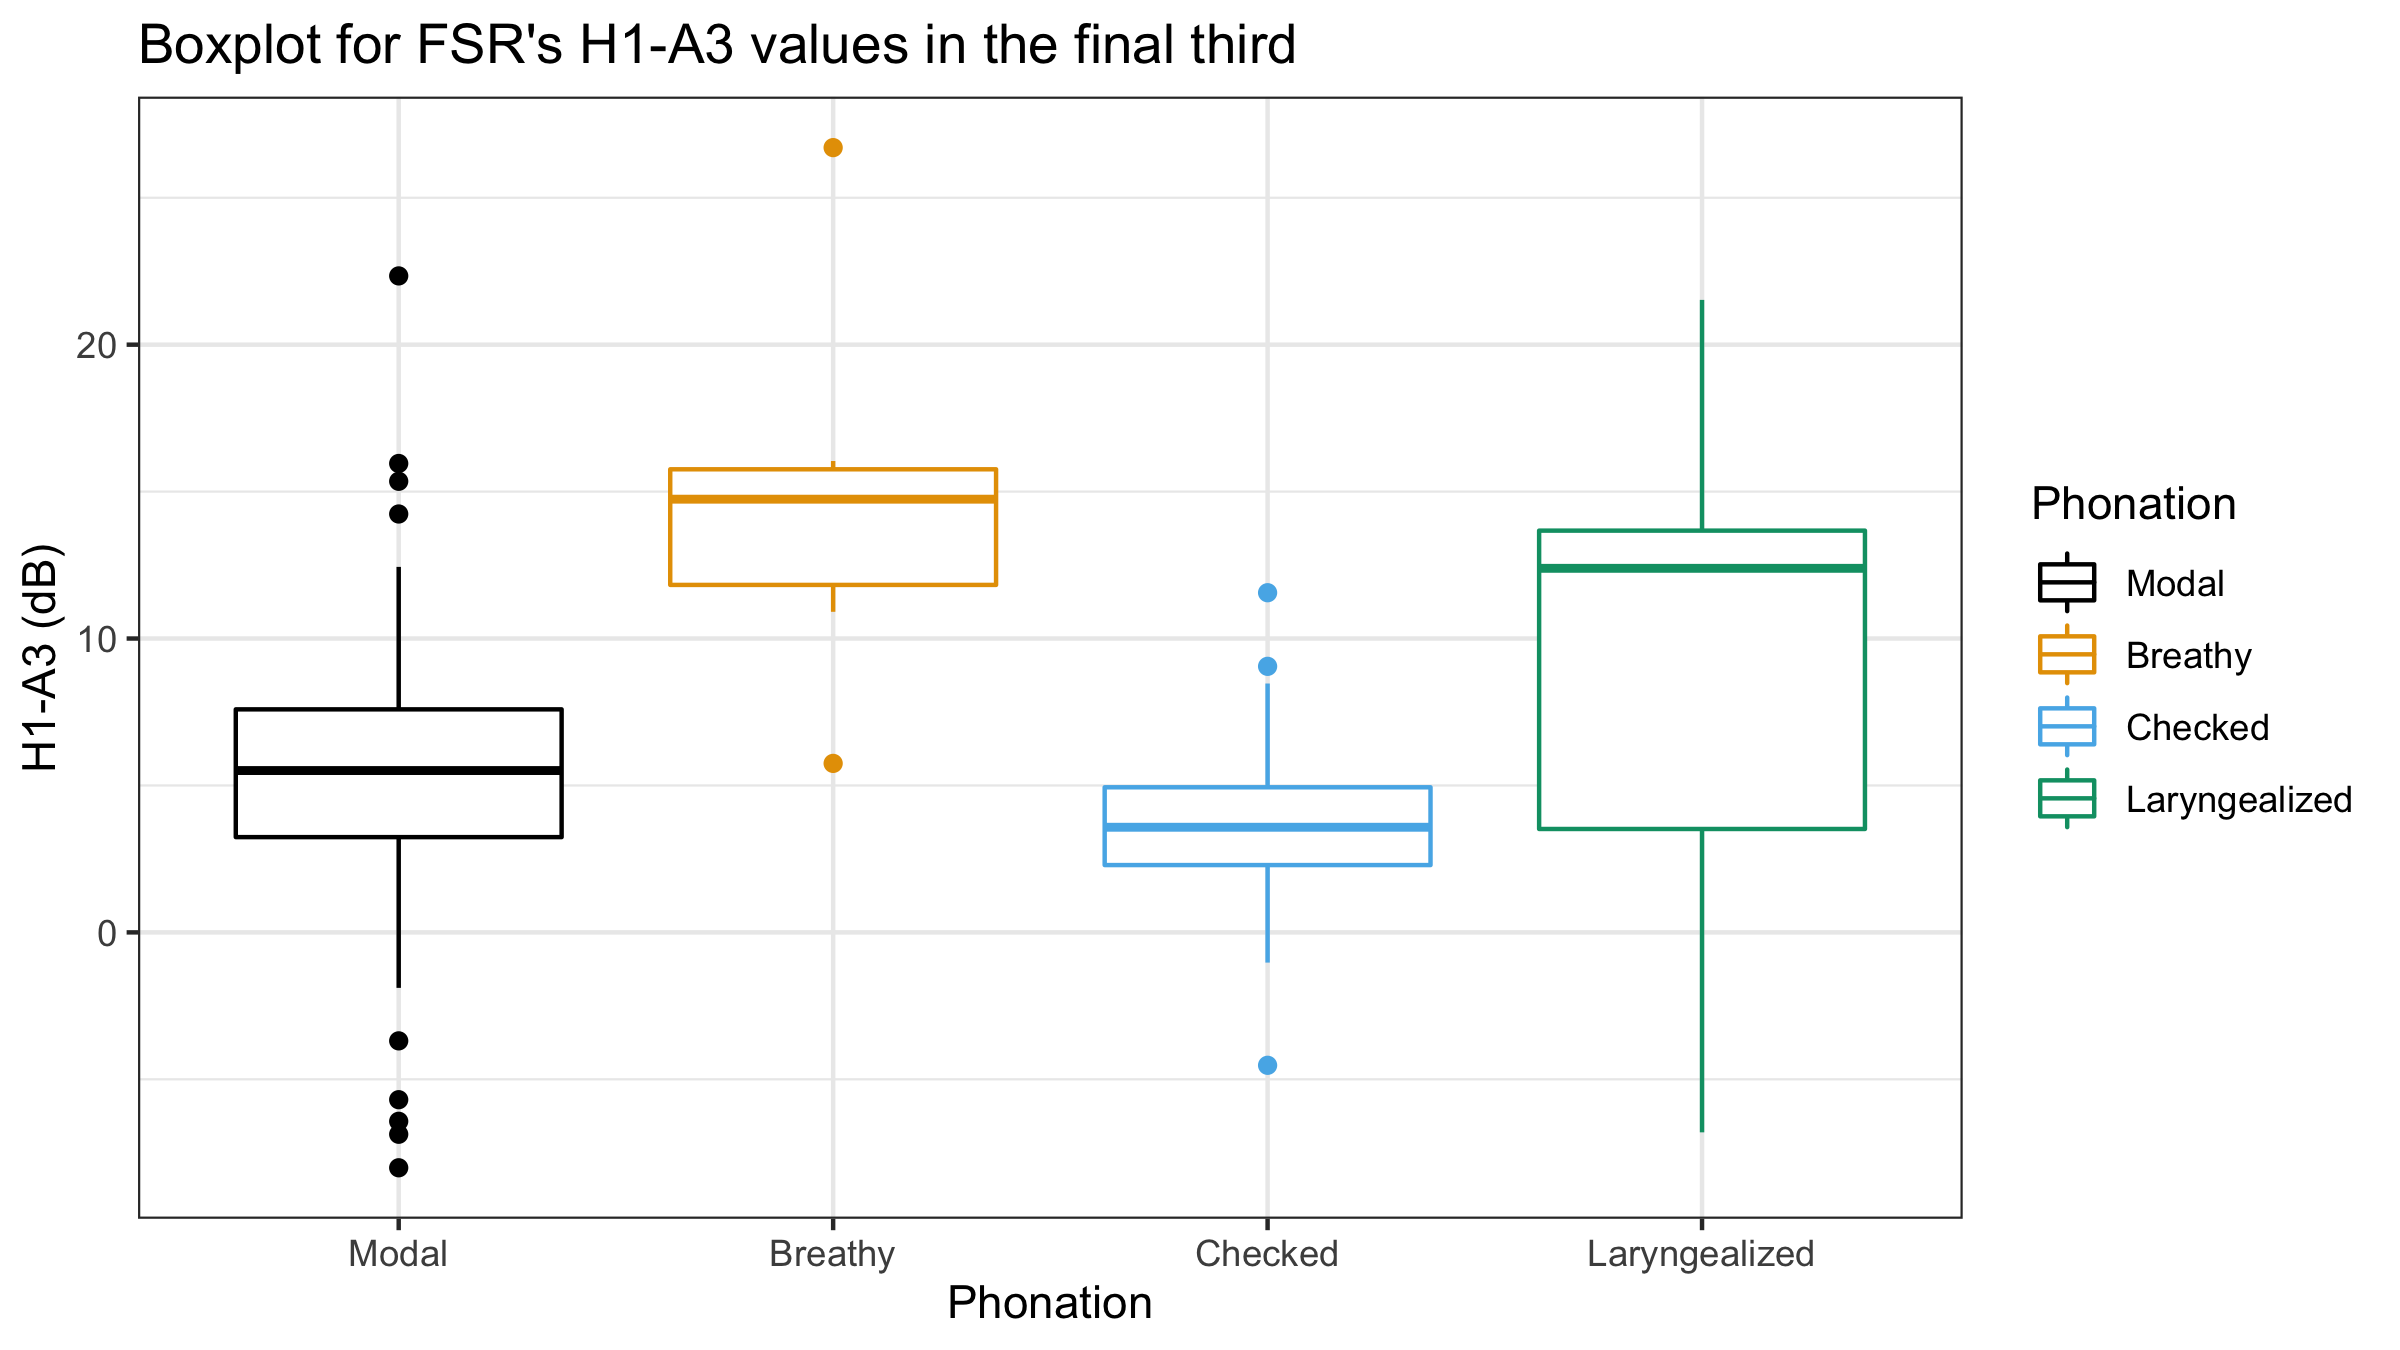 Boxplot for FSR's H1-A3 values in the final third
H1-A3 (dB)
20
10
0
Modal
Breathy
Checked
Laryngealized
Phonation
Phonation
Modal
Breathy
Checked
Laryngealized